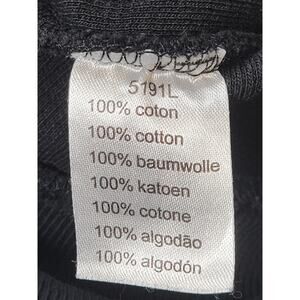 5191L
100% coton
100% cotton
100% baumwolle
100% katoen
100% cotone
100% algodão
100% algodón